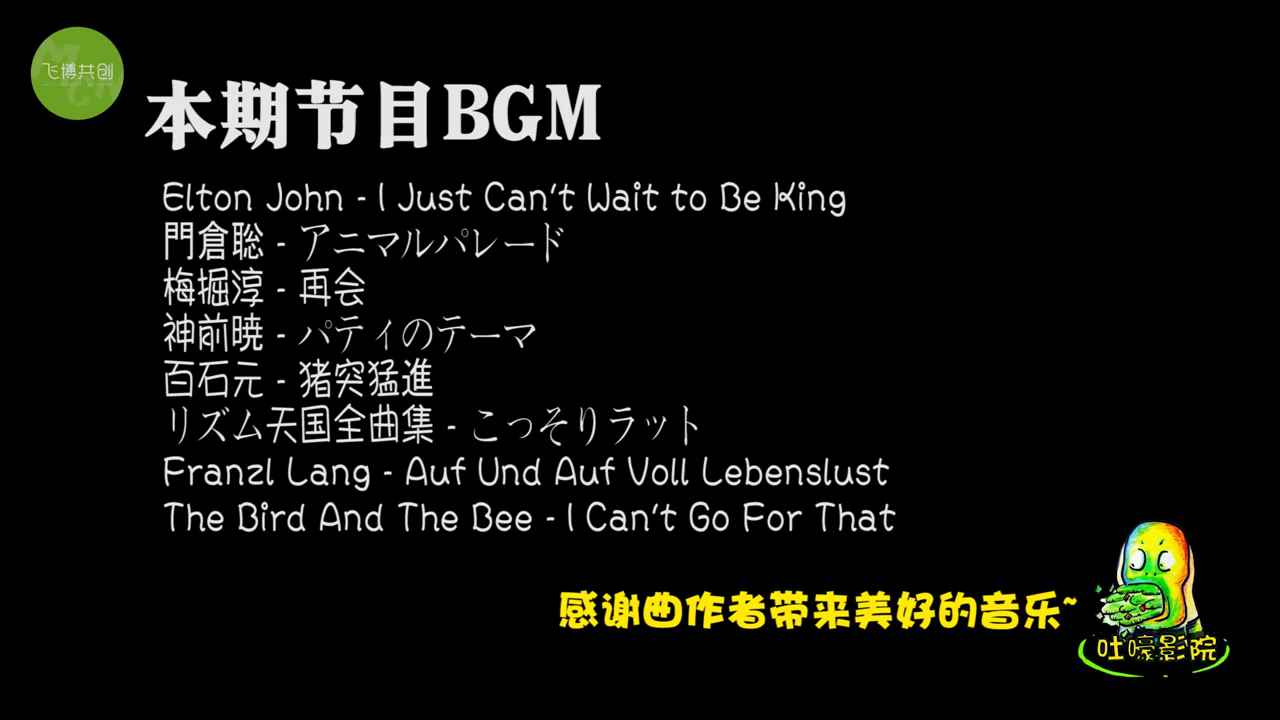 飞博共创
本期节目BGM
Elton John - I Just Can't Wait to Be King
門倉聡 - アニマルパレード
梅堀淳 - 再会
神前暁 - パティのテーマ
百石元 - 猪突猛進
リズム天国全曲集 - こっそりラット
Franzl Lang - Auf Und Auf Voll Lebenslust
The Bird And The Bee - I Can't Go For That
感谢曲作者带来美好的音乐~
吐嚎影院